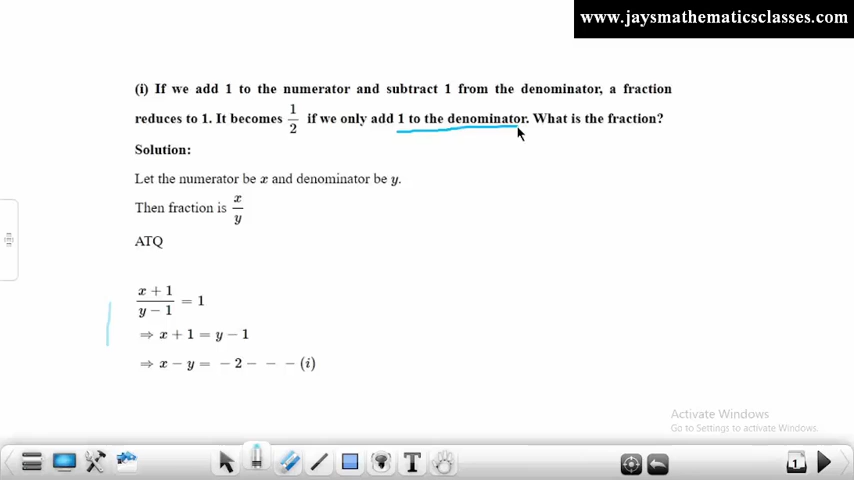 www.jaysmathematicsclasses.com
(i) If we add 1 to the numerator and subtract 1 from the denominator, a fraction
reduces to 1. It becomes 1/2 if we only add 1 to the denominator. What is the fraction?
Solution:
Let the numerator be x and denominator be y.
Then fraction is x/y
ATQ
(x + 1)/(y − 1) = 1
⇒ x + 1 = y − 1
⇒ x − y = − 2 − − − (i)
Activate Windows
Go to Settings to activate Windows.
T
1